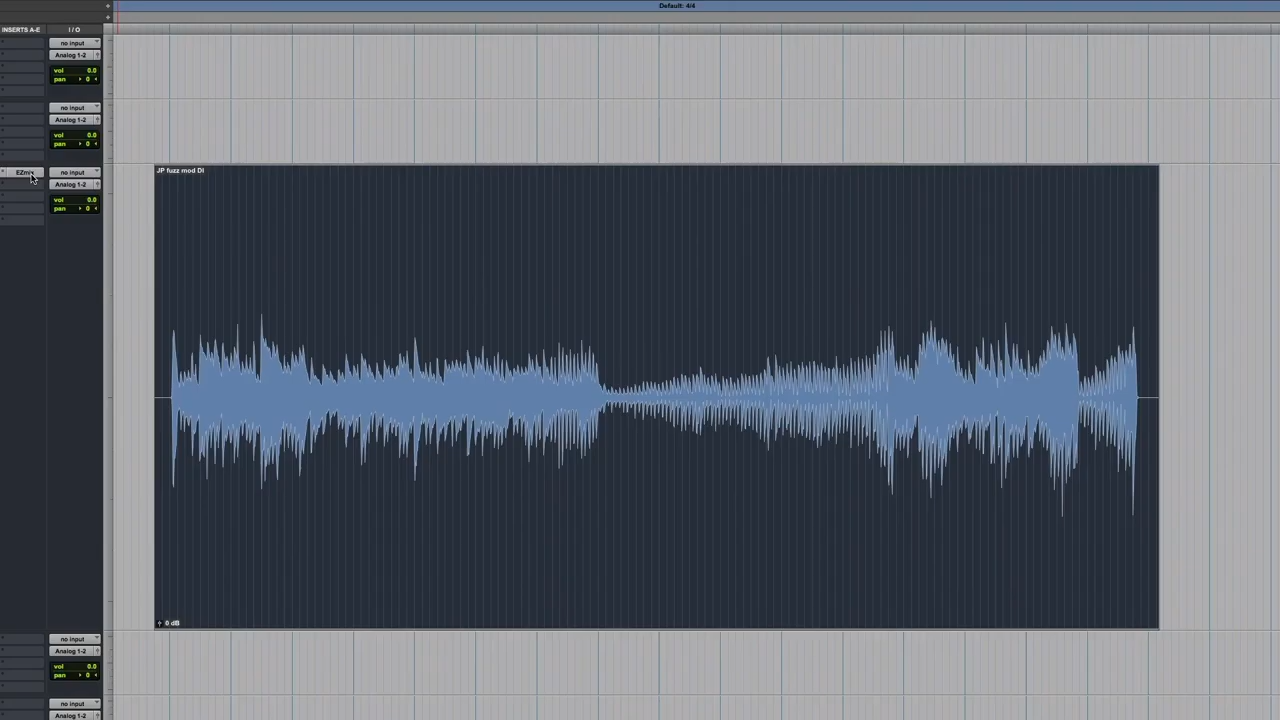 Default: 4/4
INSERTS A-E I / O
no input
Analog 1-2
vol 0.0
pan 0
no input
Analog 1-2
vol 0.0
pan 0
no input
Analog 1-2
vol 0.0
pan 0
JP fuzz mod DI
0 dB
no input
Analog 1-2
vol 0.0
pan 0
no input
Analog 1-2